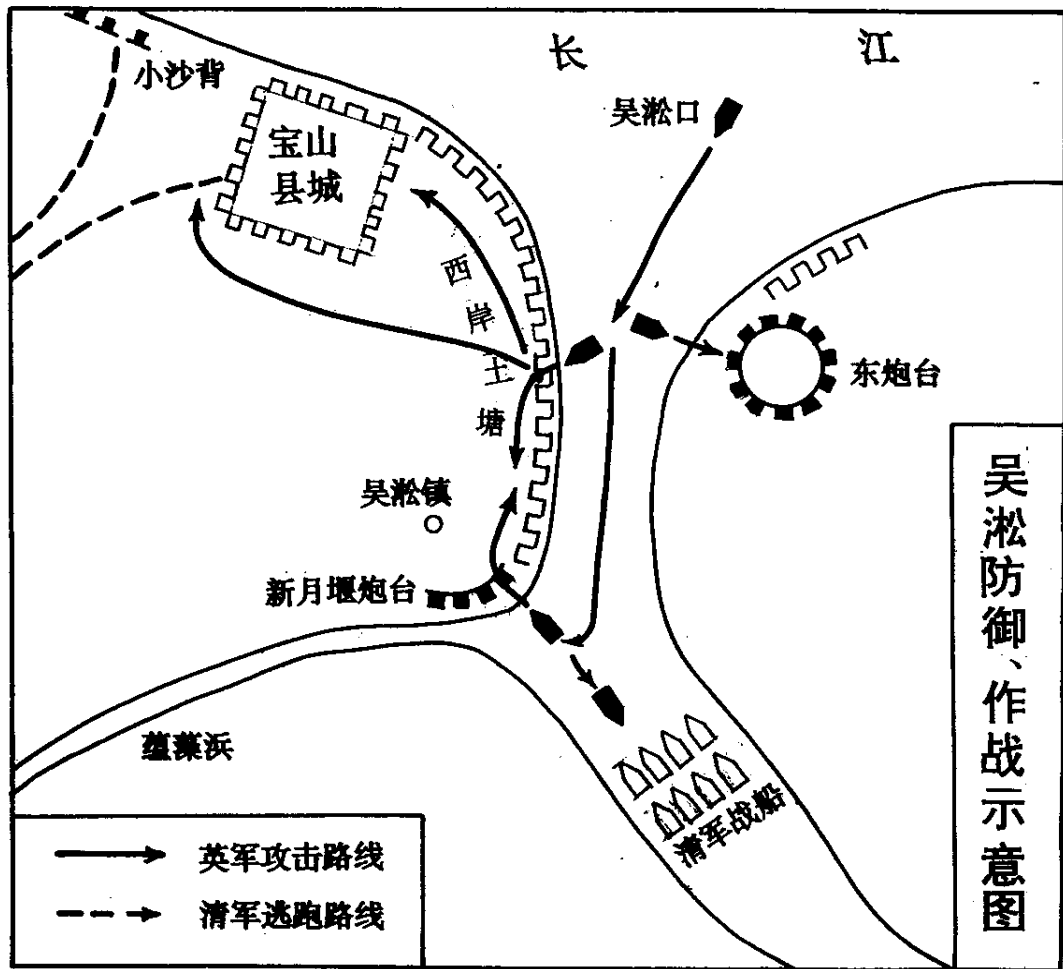 长江
小沙背
吴淞口
宝山
县城
西岸土塘
东炮台
吴淞镇
新月堰炮台
蕴藻浜
清军战船
吴淞防御、作战示意图
英军攻击路线
清军逃跑路线